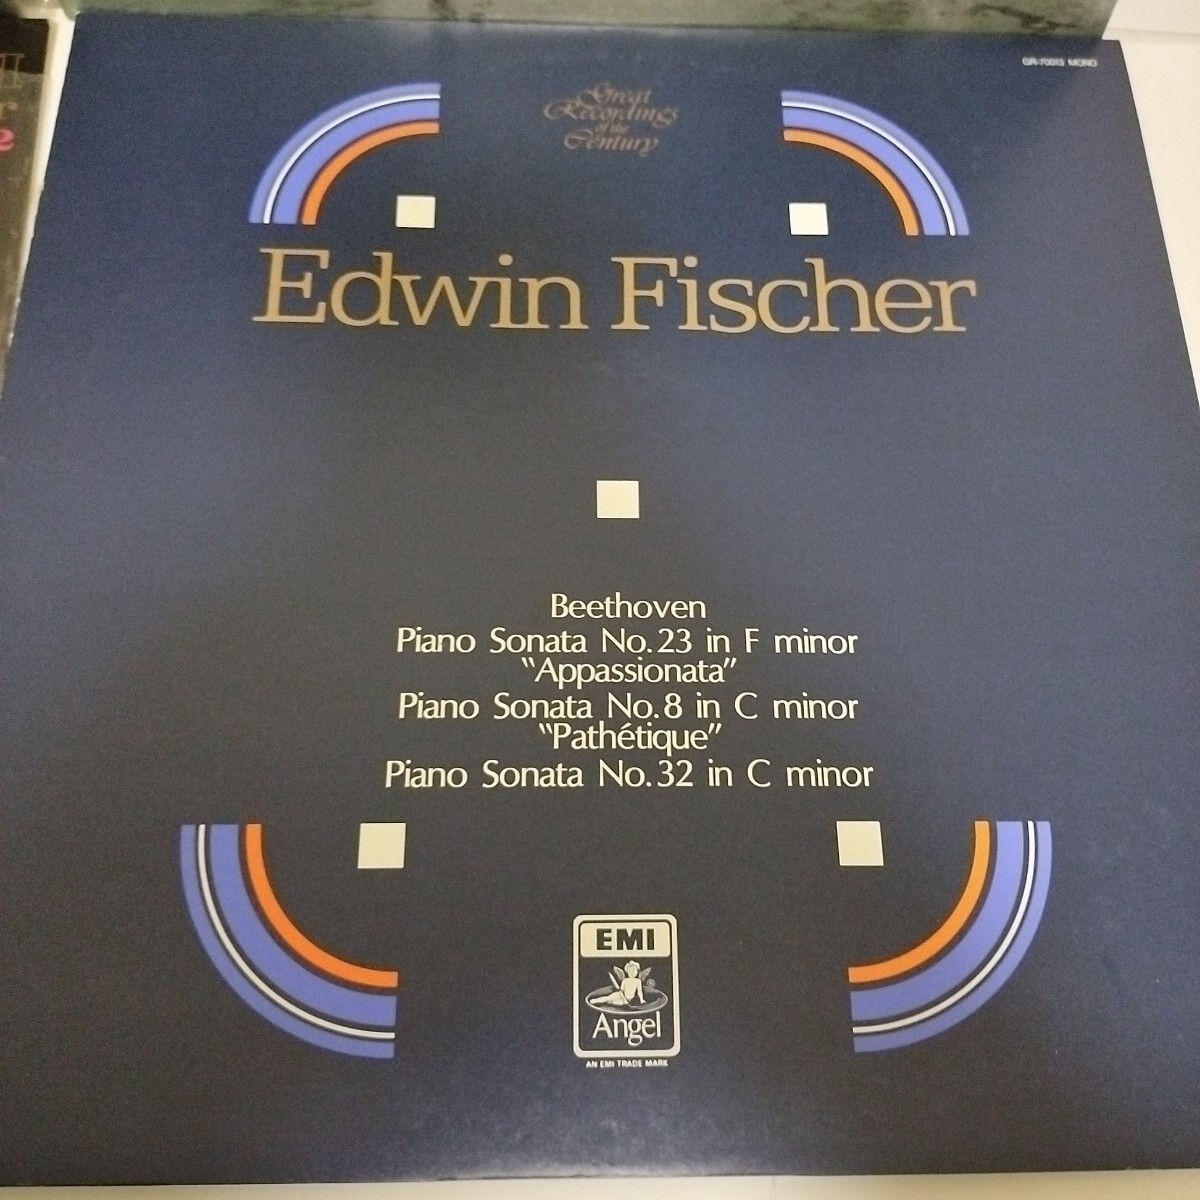 GR-70013 MONO
Great
Recordings
of the
Century
Edwin Fischer
Beethoven
Piano Sonata No.23 in F minor
"Appassionata"
Piano Sonata No.8 in C minor
"Pathétique"
Piano Sonata No.32 in C minor
EMI
®
Angel
AN EMI TRADE MARK